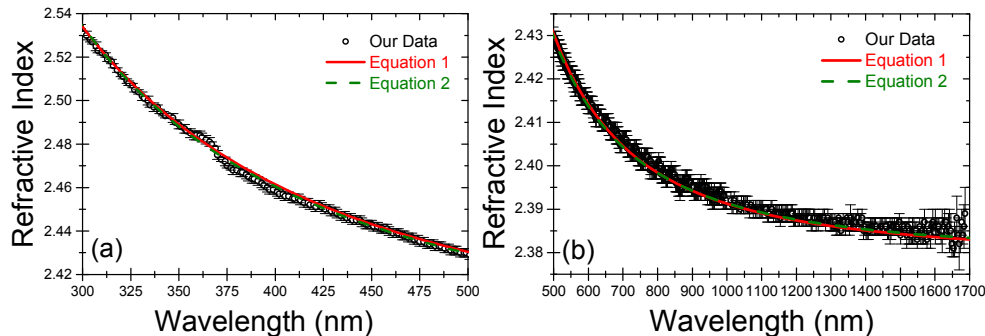 2.54
2.52
2.50
2.48
2.46
2.44
2.42
Refractive Index
300 325 350 375 400 425 450 475 500
Wavelength (nm)
Our Data
Equation 1
Equation 2
(a)
2.43
2.42
2.41
2.40
2.39
2.38
Refractive Index
500 600 700 800 900 1000 1100 1200 1300 1400 1500 1600 1700
Wavelength (nm)
Our Data
Equation 1
Equation 2
(b)